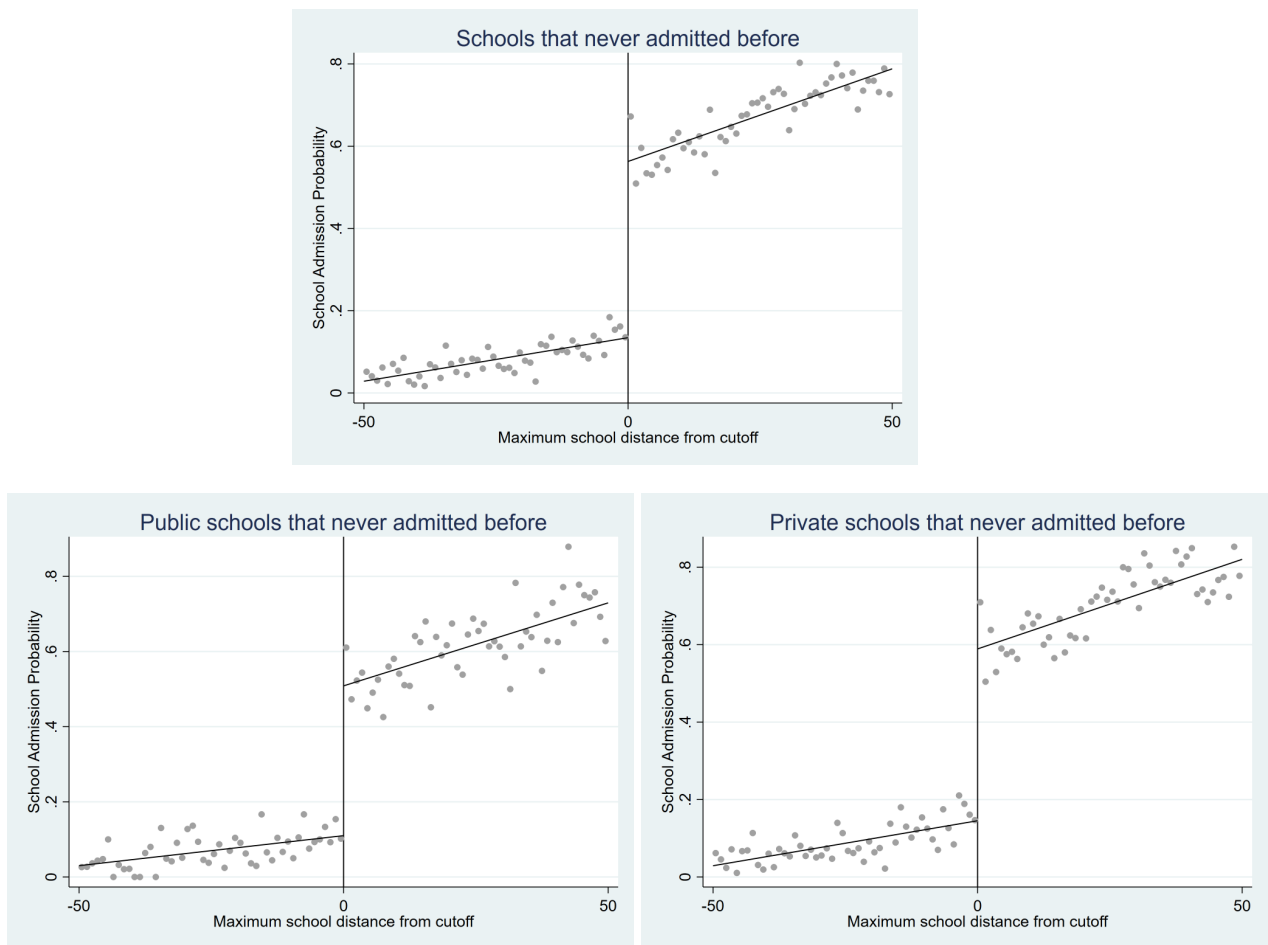 Schools that never admitted before
School Admission Probability
.8
.6
.4
.2
0
-50
0
50
Maximum school distance from cutoff
Public schools that never admitted before
School Admission Probability
.8
.6
.4
.2
0
-50
0
50
Maximum school distance from cutoff
Private schools that never admitted before
School Admission Probability
.8
.6
.4
.2
0
-50
0
50
Maximum school distance from cutoff